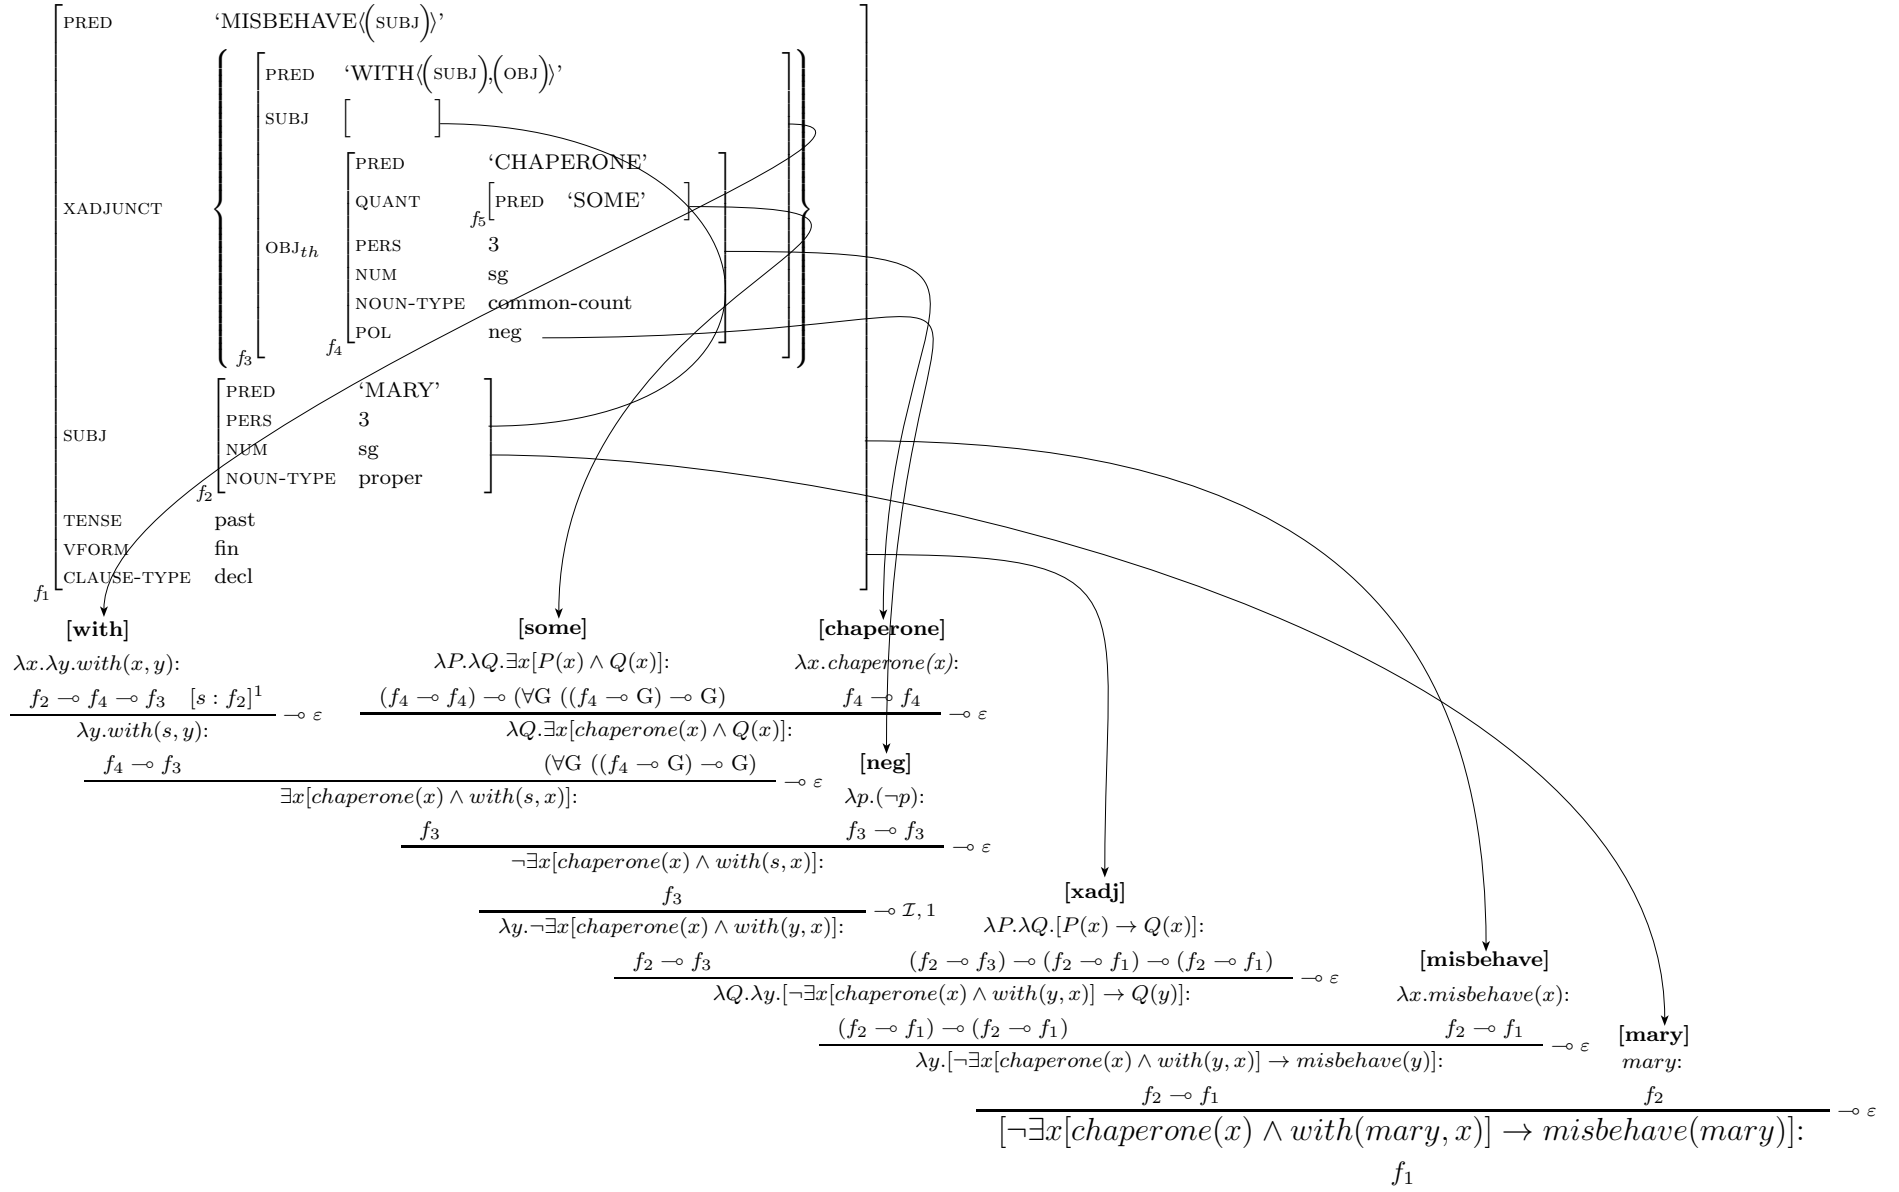 PRED ‘MISBEHAVE⟨(SUBJ)⟩’
PRED ‘WITH⟨(SUBJ),(OBJ)⟩’
SUBJ [ ]
PRED ‘CHAPERONE’
QUANT f5[PRED ‘SOME’]
XADJUNCT
PERS 3
OBJth
NUM sg
NOUN-TYPE common-count
POL neg
f4
f3
PRED ‘MARY’
PERS 3
SUBJ
NUM sg
NOUN-TYPE proper
f2
TENSE past
VFORM fin
CLAUSE-TYPE decl
f1
[with] [some] [chaperone]
λx.λy.with(x, y): λP.λQ.∃x[P(x) ∧ Q(x)]: λx.chaperone(x):
f2 ⊸ f4 ⊸ f3 [s : f2]1 (f4 ⊸ f4) ⊸ (∀G ((f4 ⊸ G) ⊸ G) f4 ⊸ f4
⊸ ε ⊸ ε
λy.with(s, y): λQ.∃x[chaperone(x) ∧ Q(x)]:
f4 ⊸ f3 (∀G ((f4 ⊸ G) ⊸ G) [neg]
⊸ ε
∃x[chaperone(x) ∧ with(s, x)]: λp.(¬p):
f3 f3 ⊸ f3
⊸ ε
¬∃x[chaperone(x) ∧ with(s, x)]:
f3 [xadj]
⊸ I, 1
λy.¬∃x[chaperone(x) ∧ with(y, x)]: λP.λQ.[P(x) → Q(x)]:
f2 ⊸ f3 (f2 ⊸ f3) ⊸ (f2 ⊸ f1) ⊸ (f2 ⊸ f1) [misbehave]
⊸ ε
λQ.λy.[¬∃x[chaperone(x) ∧ with(y, x)] → Q(y)]: λx.misbehave(x):
(f2 ⊸ f1) ⊸ (f2 ⊸ f1) f2 ⊸ f1 [mary]
⊸ ε
λy.[¬∃x[chaperone(x) ∧ with(y, x)] → misbehave(y)]: mary:
f2 ⊸ f1 f2
⊸ ε
[¬∃x[chaperone(x) ∧ with(mary, x)] → misbehave(mary)]:
f1